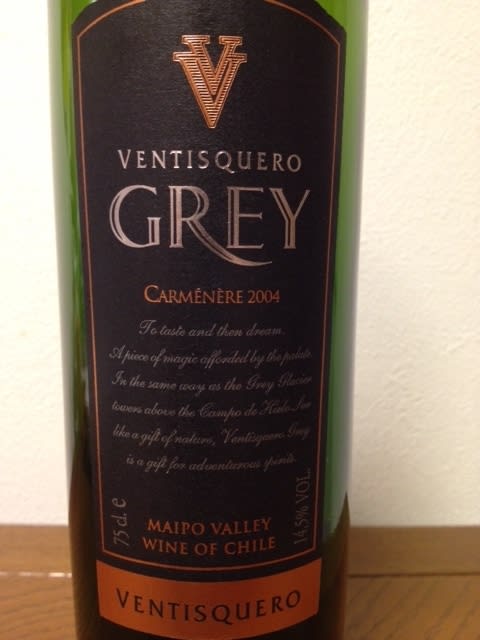 V
VENTISQUERO
GREY
CARMÉNÈRE 2004
To taste and then dream.
A piece of magic afforded by the palate.
In the same way as the Grey Glacier
towers above the Campo de Hielo Sur
like a gift of nature, Ventisquero Grey
is a gift for adventurous spirits.
75 cl. e
14,5% VOL.
MAIPO VALLEY
WINE OF CHILE
VENTISQUERO